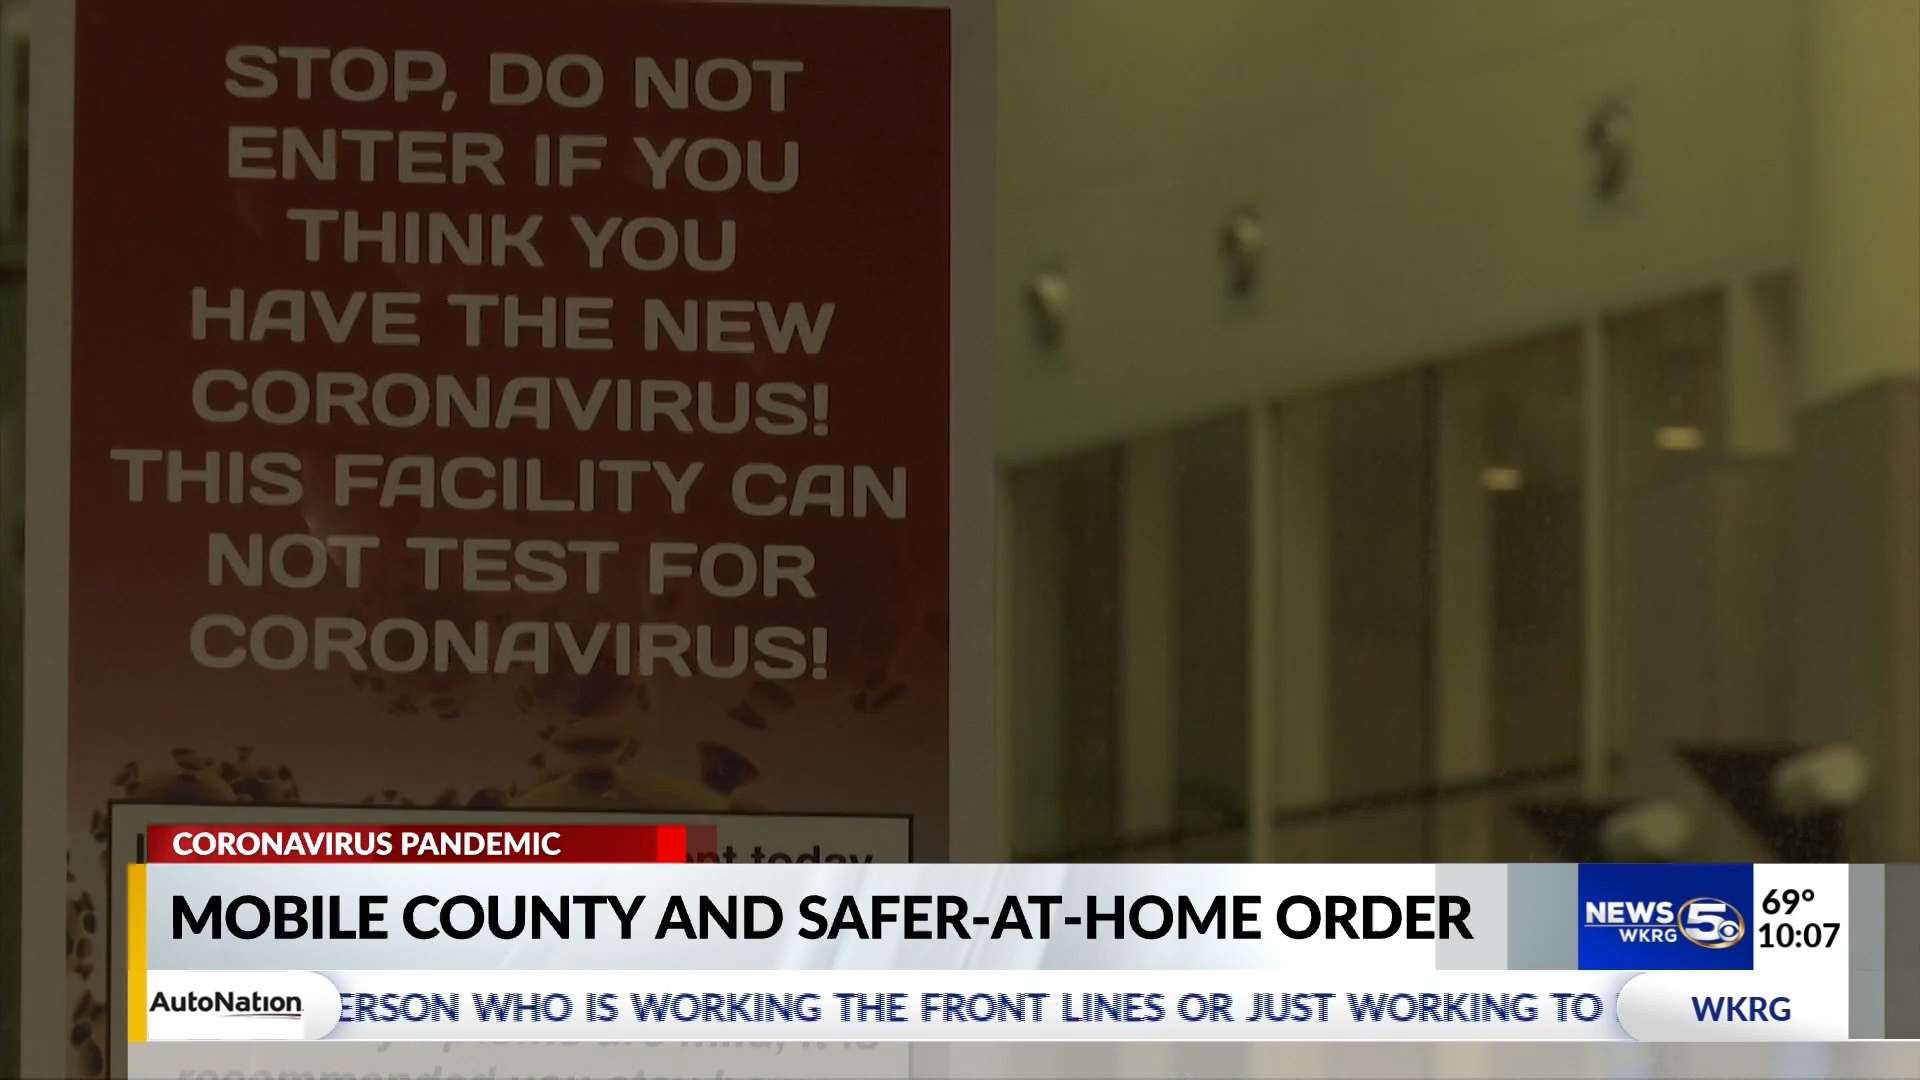 STOP, DO NOT
ENTER IF YOU
THINK YOU
HAVE THE NEW
CORONAVIRUS!
THIS FACILITY CAN
NOT TEST FOR
CORONAVIRUS!
today
CORONAVIRUS PANDEMIC
MOBILE COUNTY AND SAFER-AT-HOME ORDER
NEWS 5
WKRG
69°
10:07
AutoNation
ERSON WHO IS WORKING THE FRONT LINES OR JUST WORKING TO
WKRG